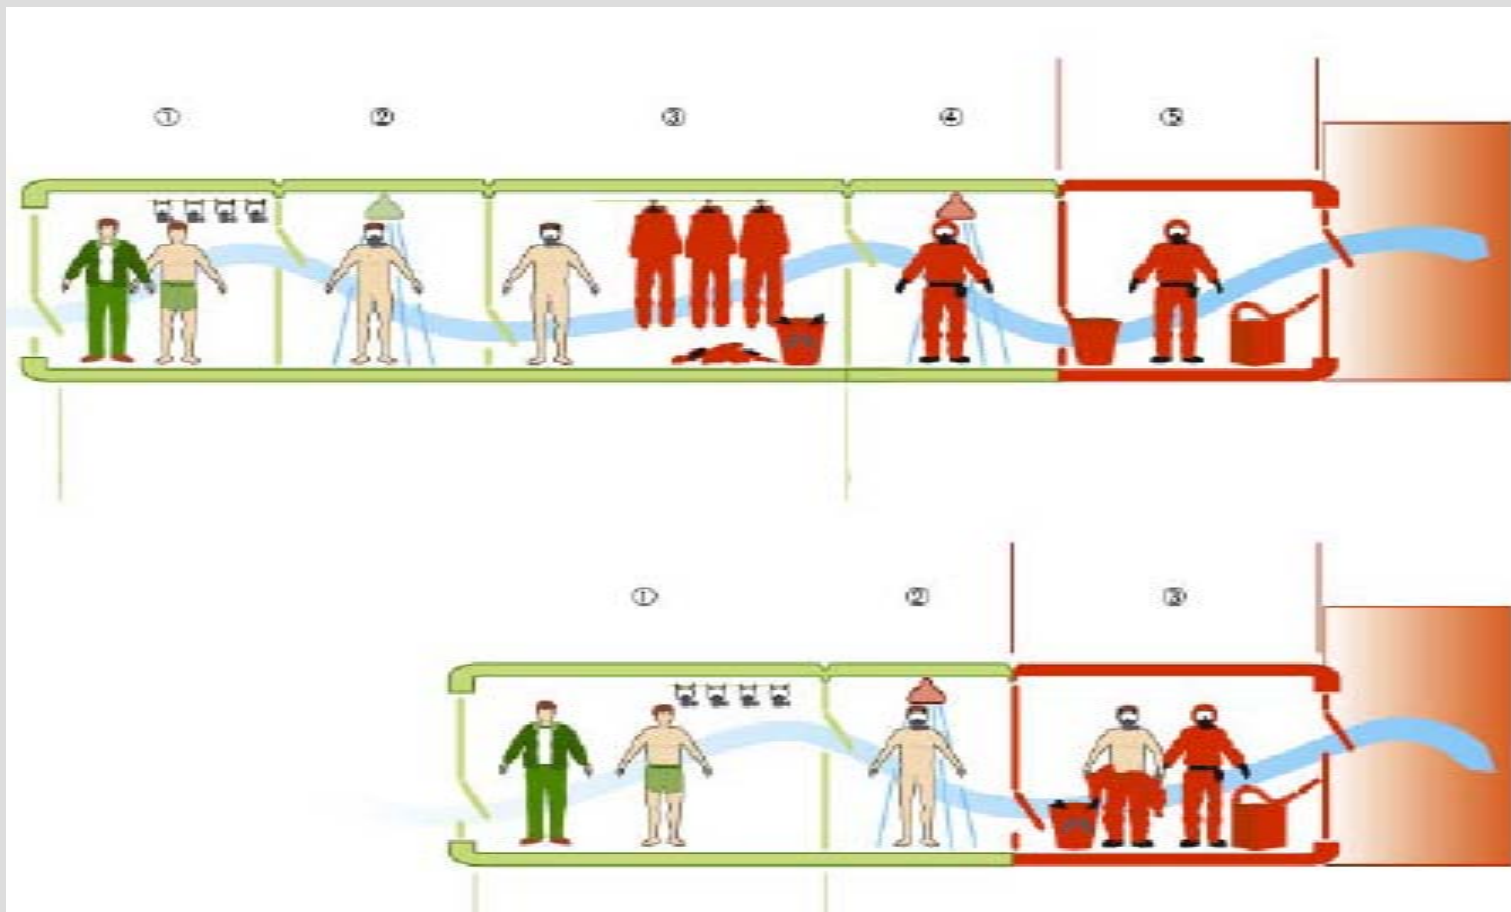 ① ② ③ ④ ⑤
① ② ③